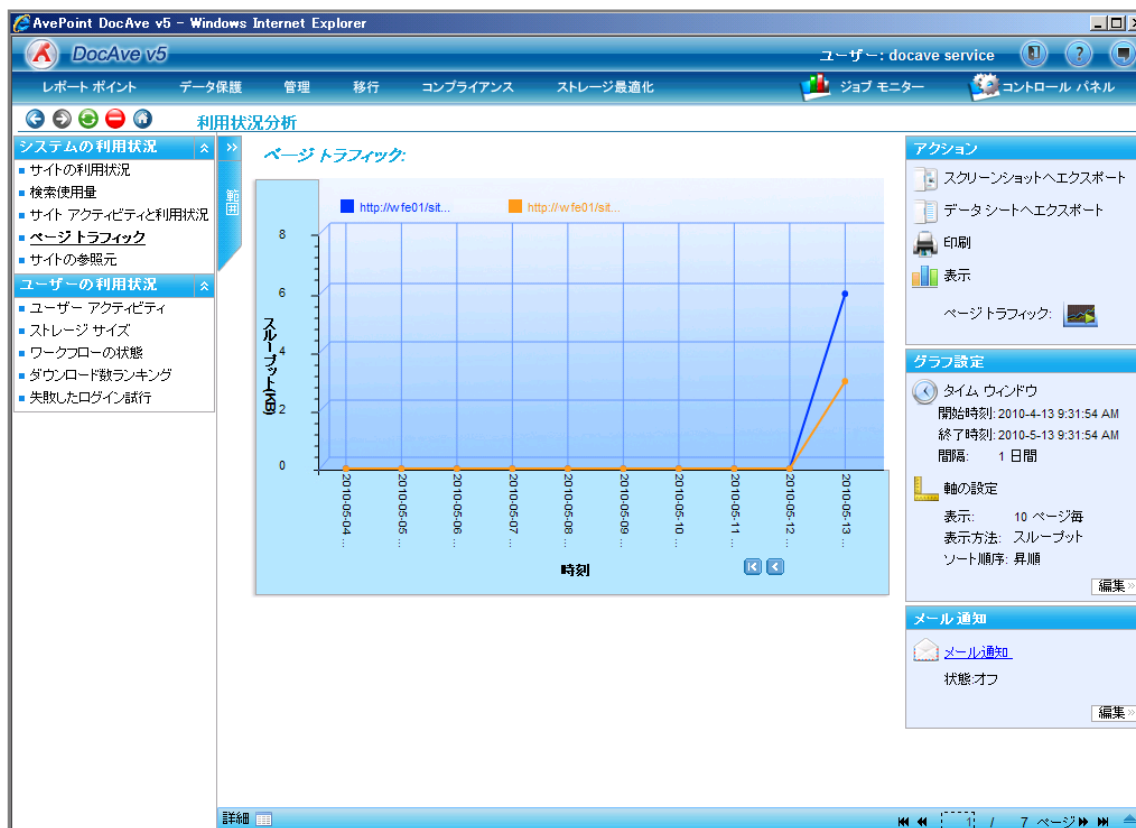 AvePoint DocAve v5 - Windows Internet Explorer
DocAve v5
ユーザー: docave service
レポート ポイント
データ保護
管理
移行
コンプライアンス
ストレージ最適化
ジョブ モニター
コントロール パネル
利用状況分析
システムの利用状況
サイトの利用状況
検索使用量
サイト アクティビティと利用状況
ページ トラフィック
サイトの参照元
ユーザーの利用状況
ユーザー アクティビティ
ストレージ サイズ
ワークフローの状態
ダウンロード数ランキング
失敗したログイン試行
範囲
ページ トラフィック:
http://wfe01/sit...
http://wfe01/sit...
スループット(KB)
8
6
4
2
0
2010-05-04...
2010-05-05...
2010-05-06...
2010-05-07...
2010-05-08...
2010-05-09...
2010-05-10...
2010-05-11...
2010-05-12...
2010-05-13...
時刻
アクション
スクリーンショットへエクスポート
データシートへエクスポート
印刷
表示
ページトラフィック:
グラフ設定
タイム ウィンドウ
開始時刻: 2010-4-13 9:31:54 AM
終了時刻: 2010-5-13 9:31:54 AM
間隔: 1 日間
軸の設定
表示: 10 ページ毎
表示方法: スループット
ソート順序: 昇順
編集
メール通知
メール通知
状態:オフ
編集
詳細
1 / 7 ページ